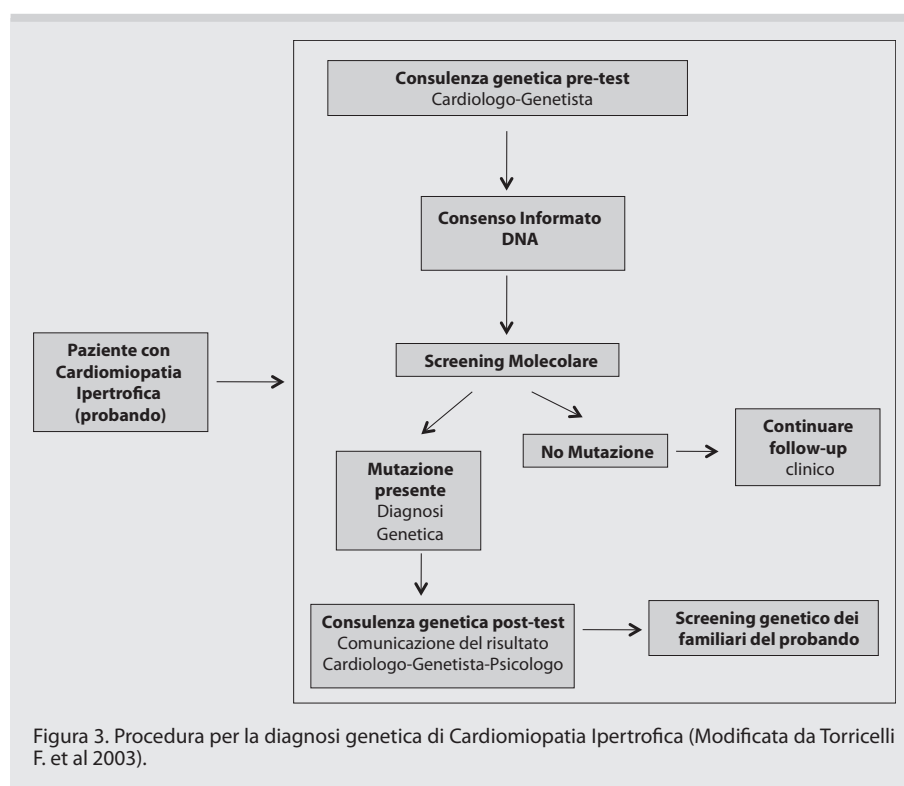 Consulenza genetica pre-test
Cardiologo-Genetista
Consenso Informato
DNA
Paziente con
Cardiomiopatia
Ipertrofica
(probando)
Screening Molecolare
No Mutazione
Continuare
follow-up
clinico
Mutazione
presente
Diagnosi
Genetica
Consulenza genetica post-test
Comunicazione del risultato
Cardiologo-Genetista-Psicologo
Screening genetico dei
familiari del probando
Figura 3. Procedura per la diagnosi genetica di Cardiomiopatia Ipertrofica (Modificata da Torricelli
F. et al 2003).